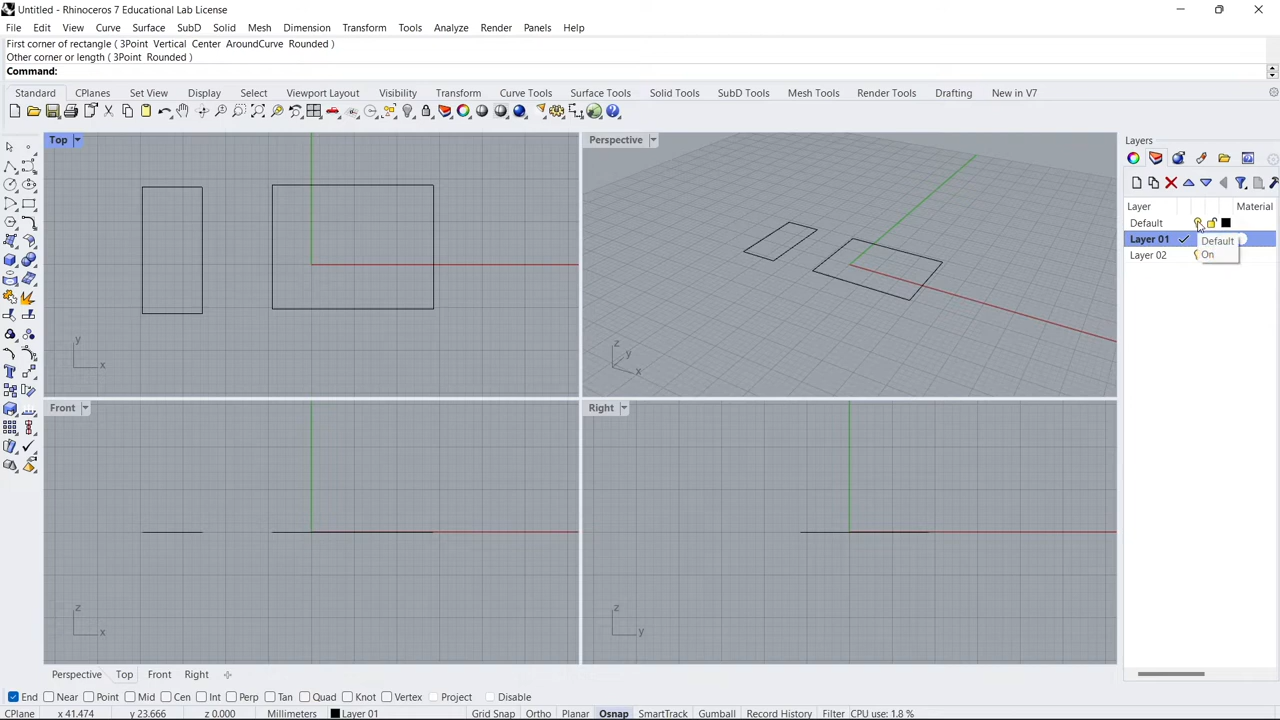 Untitled - Rhinoceros 7 Educational Lab License
File Edit View Curve Surface SubD Solid Mesh Dimension Transform Tools Analyze Render Panels Help
First corner of rectangle ( 3Point Vertical Center AroundCurve Rounded )
Other corner or length ( 3Point Rounded )
Command:
Standard CPlanes Set View Display Select Viewport Layout Visibility Transform Curve Tools Surface Tools Solid Tools SubD Tools Mesh Tools Render Tools Drafting New in V7
Top
Perspective
Layers
Layer Material
Default
Layer 01
Default
Layer 02
On
y
x
z
y
x
Front
Right
z
x
z
y
Perspective Top Front Right
End Near Point Mid Cen Int Perp Tan Quad Knot Vertex Project Disable
CPlane x 41.474 y 23.666 z 0.000 Millimeters Layer 01 Grid Snap Ortho Planar Osnap SmartTrack Gumball Record History Filter CPU use: 1.8 %